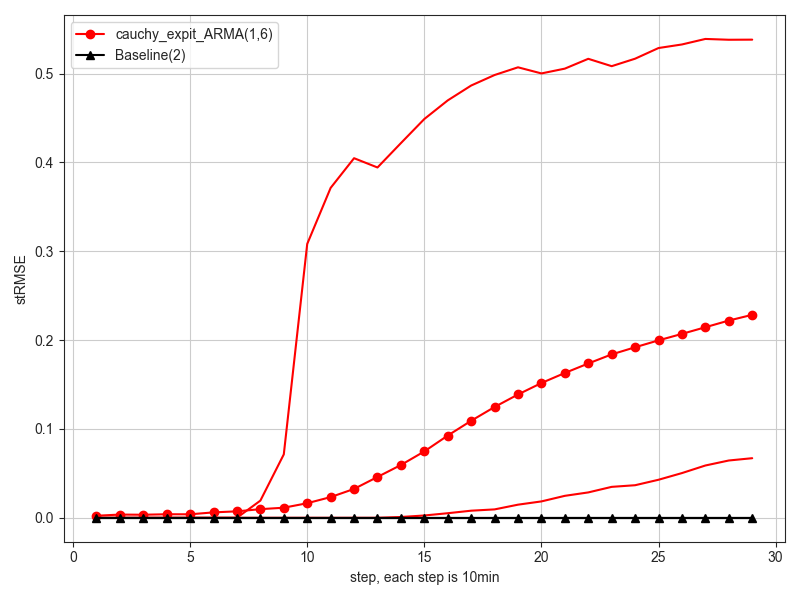 cauchy_expit_ARMA(1,6)
Baseline(2)
stRMSE
0.5
0.4
0.3
0.2
0.1
0.0
0 5 10 15 20 25 30
step, each step is 10min